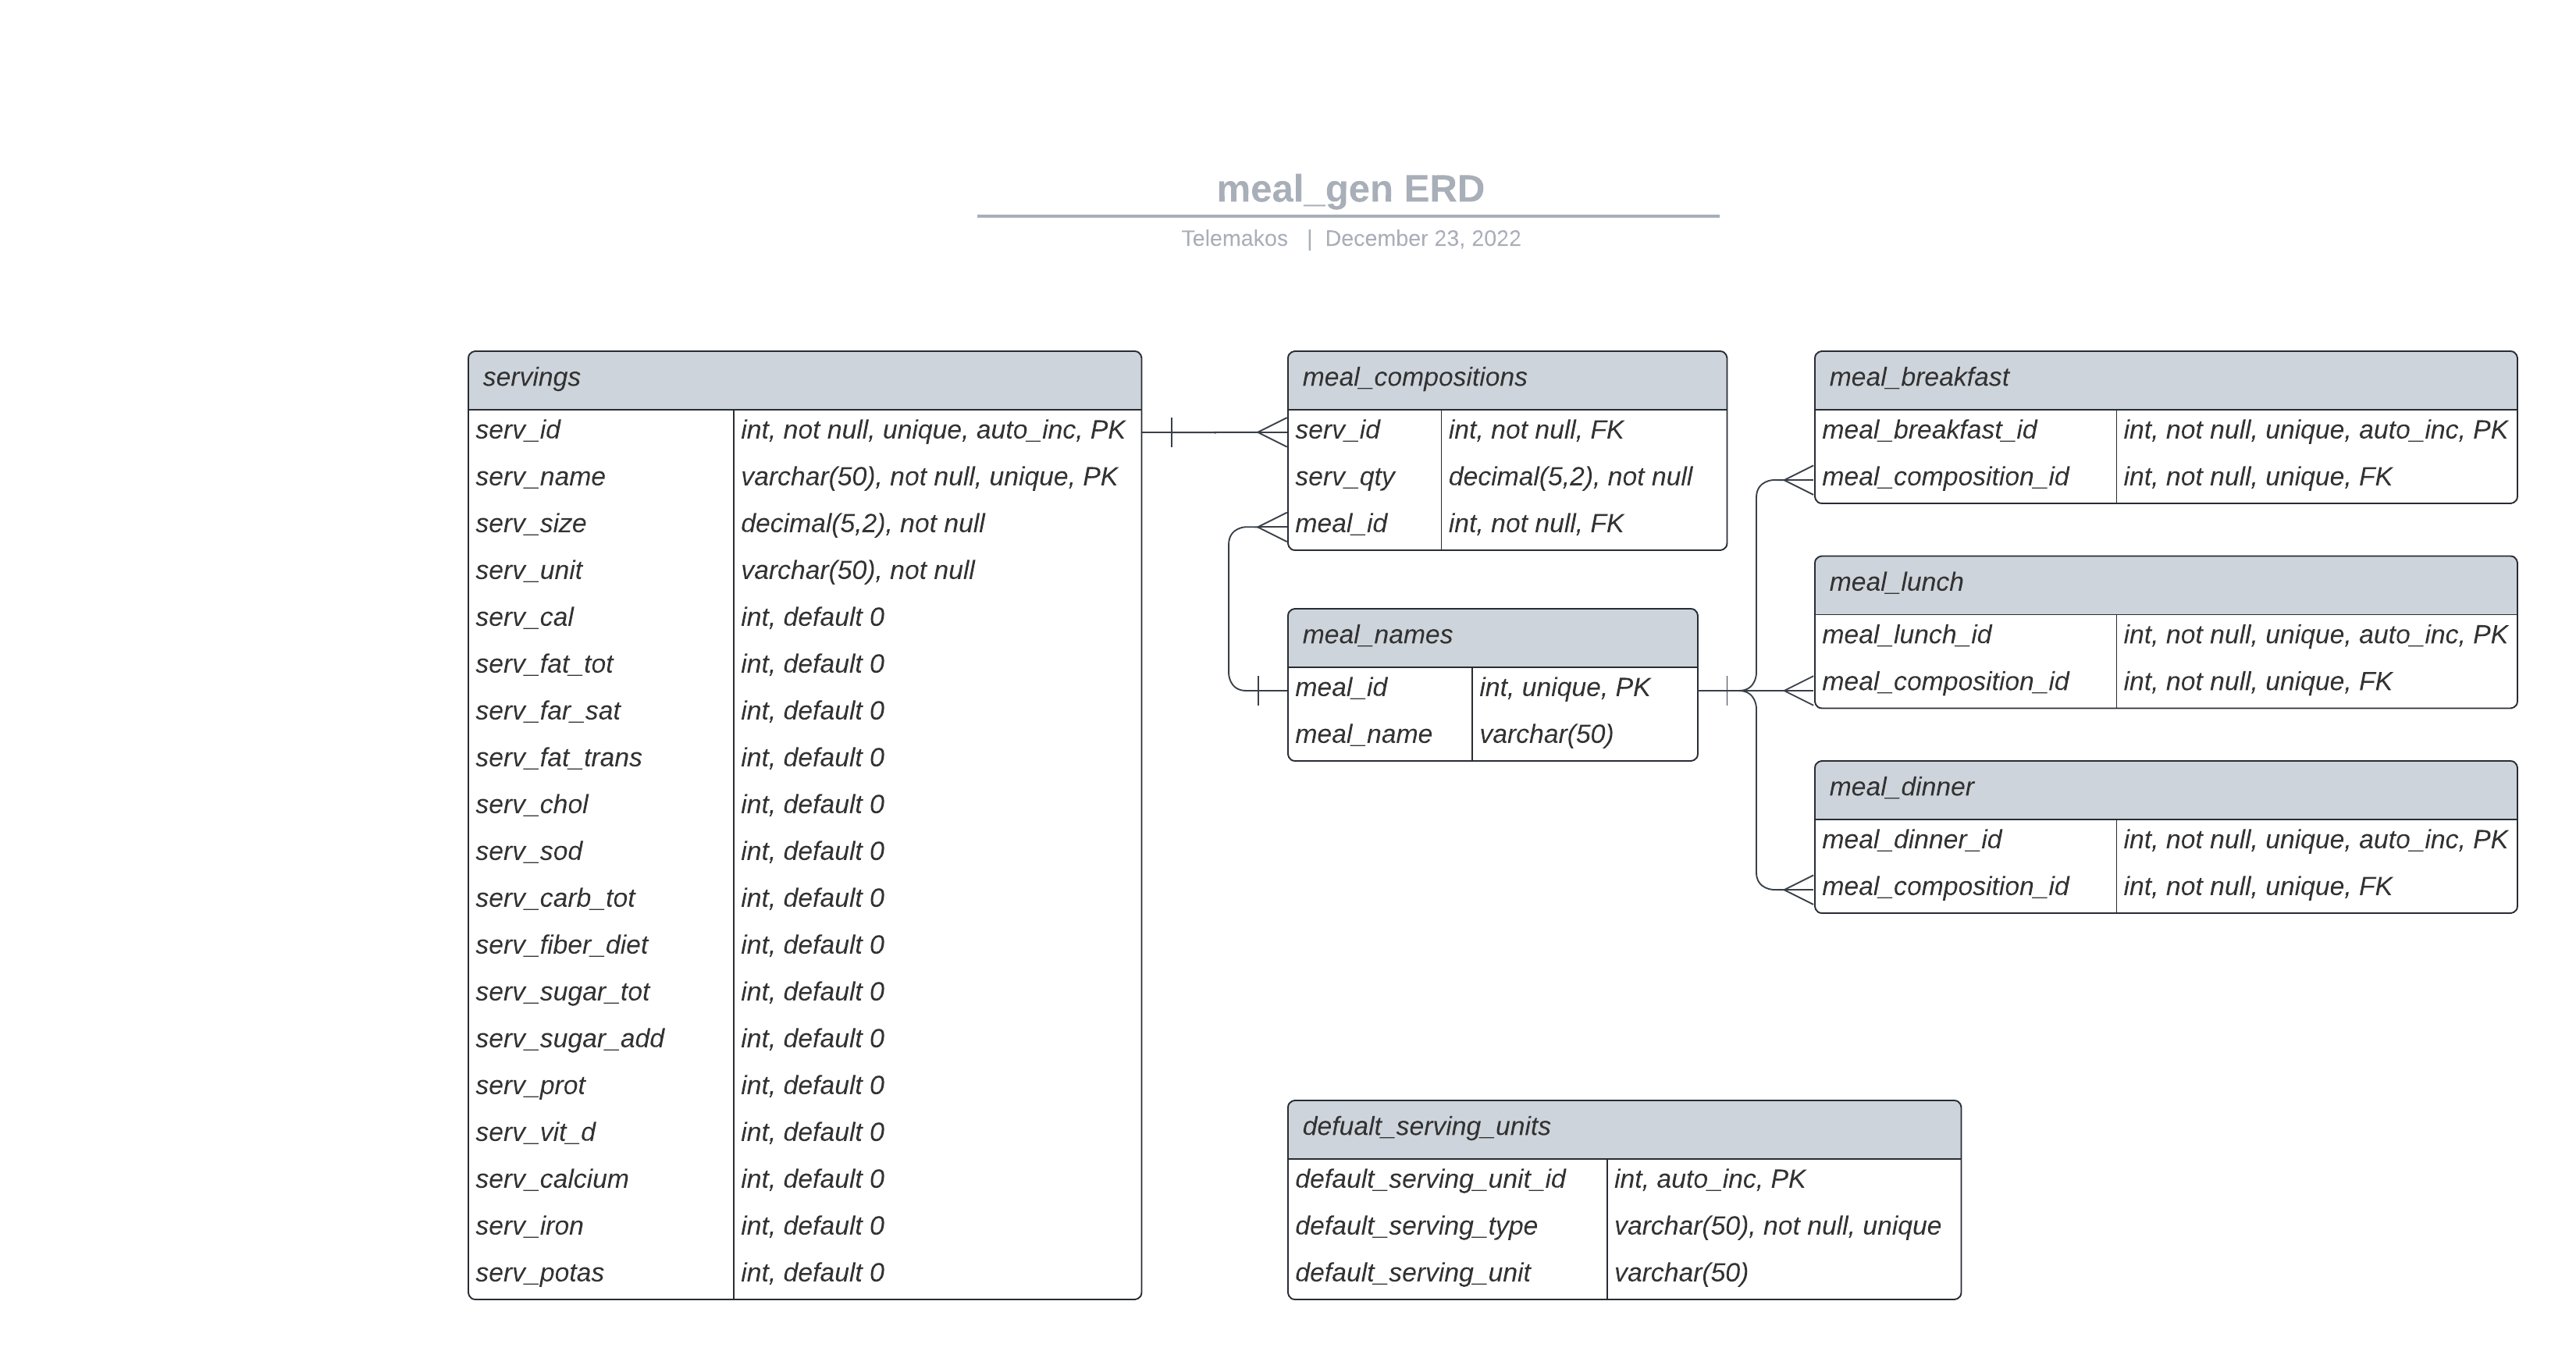 meal_gen ERD
Telemakos | December 23, 2022
servings
serv_id int, not null, unique, auto_inc, PK
serv_name varchar(50), not null, unique, PK
serv_size decimal(5,2), not null
serv_unit varchar(50), not null
serv_cal int, default 0
serv_fat_tot int, default 0
serv_far_sat int, default 0
serv_fat_trans int, default 0
serv_chol int, default 0
serv_sod int, default 0
serv_carb_tot int, default 0
serv_fiber_diet int, default 0
serv_sugar_tot int, default 0
serv_sugar_add int, default 0
serv_prot int, default 0
serv_vit_d int, default 0
serv_calcium int, default 0
serv_iron int, default 0
serv_potas int, default 0
meal_compositions
serv_id int, not null, FK
serv_qty decimal(5,2), not null
meal_id int, not null, FK
meal_names
meal_id int, unique, PK
meal_name varchar(50)
meal_breakfast
meal_breakfast_id int, not null, unique, auto_inc, PK
meal_composition_id int, not null, unique, FK
meal_lunch
meal_lunch_id int, not null, unique, auto_inc, PK
meal_composition_id int, not null, unique, FK
meal_dinner
meal_dinner_id int, not null, unique, auto_inc, PK
meal_composition_id int, not null, unique, FK
defualt_serving_units
default_serving_unit_id int, auto_inc, PK
default_serving_type varchar(50), not null, unique
default_serving_unit varchar(50)